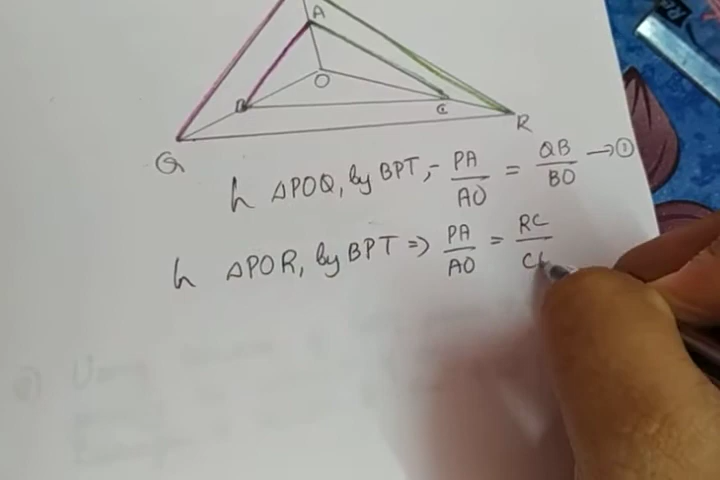 A
O
B
C
Q
R
In ΔPOQ, by BPT, - PA/AO = QB/BO → ①
In ΔPOR, by BPT => PA/AO = RC/C